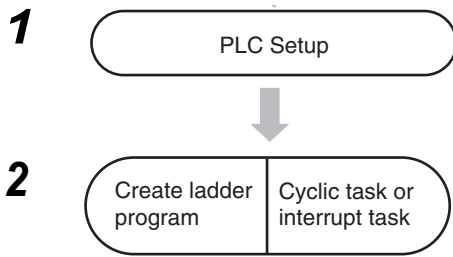 1
PLC Setup
2
Create ladder
program
Cyclic task or
interrupt task